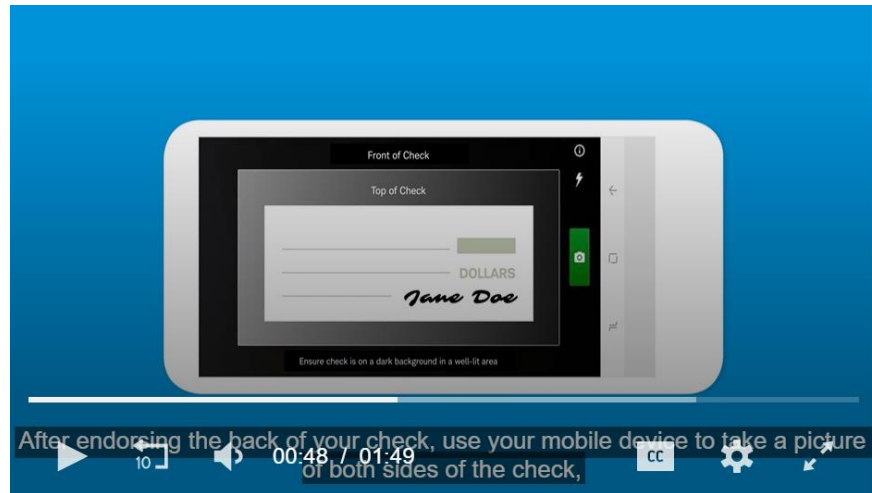 Front of Check
Top of Check
DOLLARS
Jane Doe
Ensure check is on a dark background in a well-lit area
After endorsing the back of your check, use your mobile device to take a picture
of both sides of the check,
10
00:48 / 01:49
CC